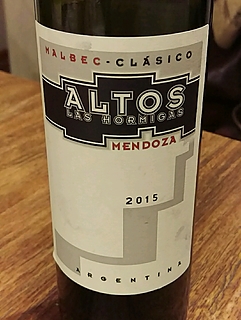 MALBEC-CLÁSICO
ALTOS
LAS HORMIGAS
MENDOZA
2015
ARGENTINA